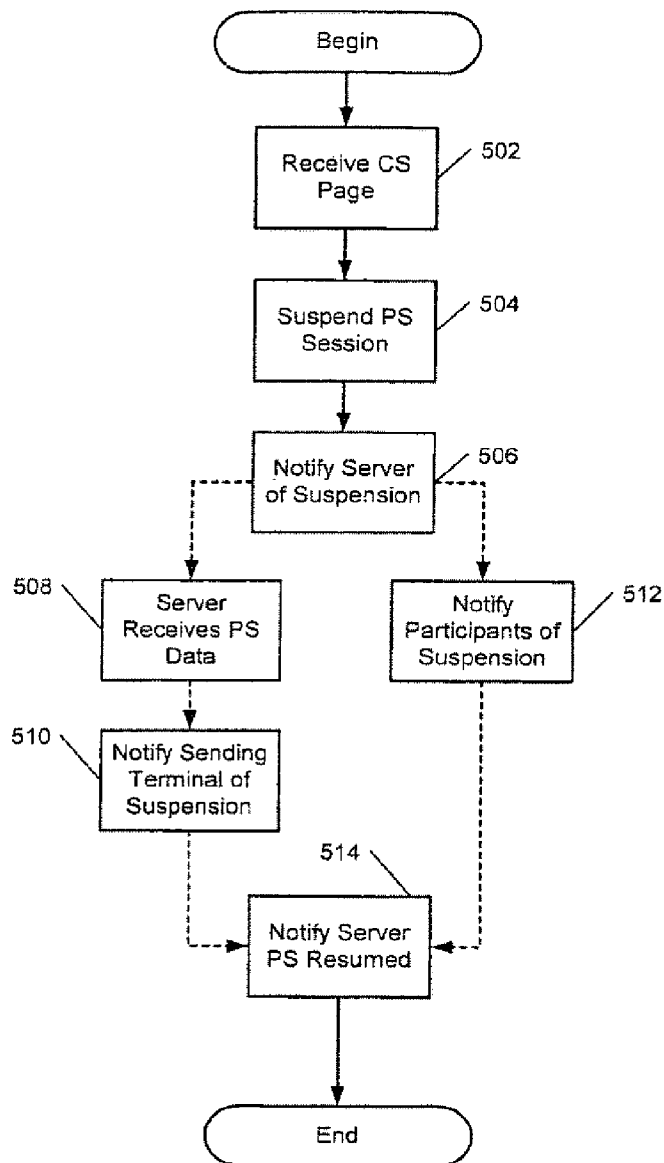 Begin
502
Receive CS
Page
504
Suspend PS
Session
506
Notify Server
of Suspension
508
Server
Receives PS
Data
512
Notify
Participants of
Suspension
510
Notify Sending
Terminal of
Suspension
514
Notify Server
PS Resumed
End